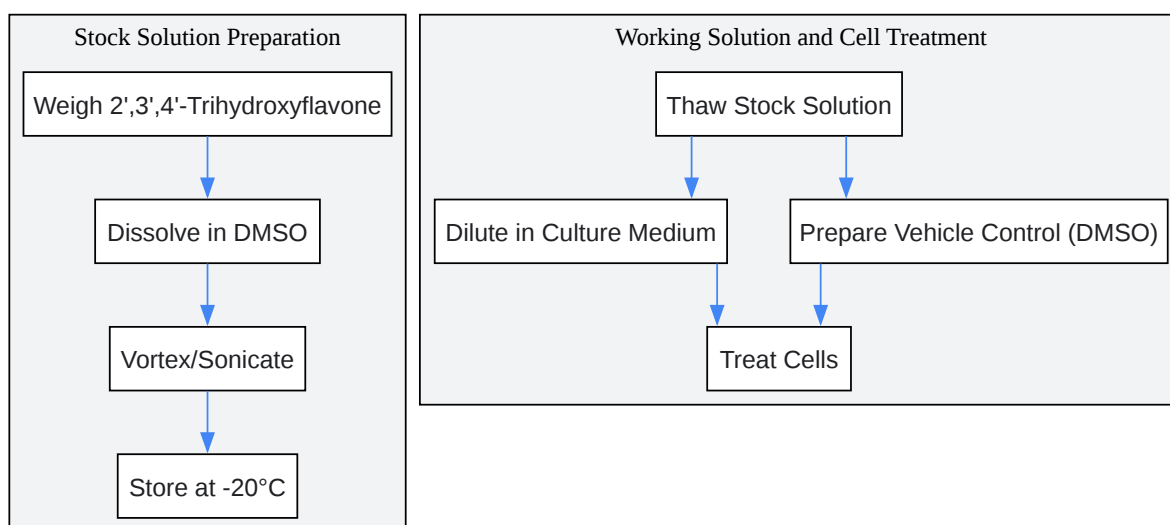 Stock Solution Preparation
Weigh 2',3',4'-Trihydroxyflavone
Dissolve in DMSO
Vortex/Sonicate
Store at -20°C
Working Solution and Cell Treatment
Thaw Stock Solution
Dilute in Culture Medium
Prepare Vehicle Control (DMSO)
Treat Cells